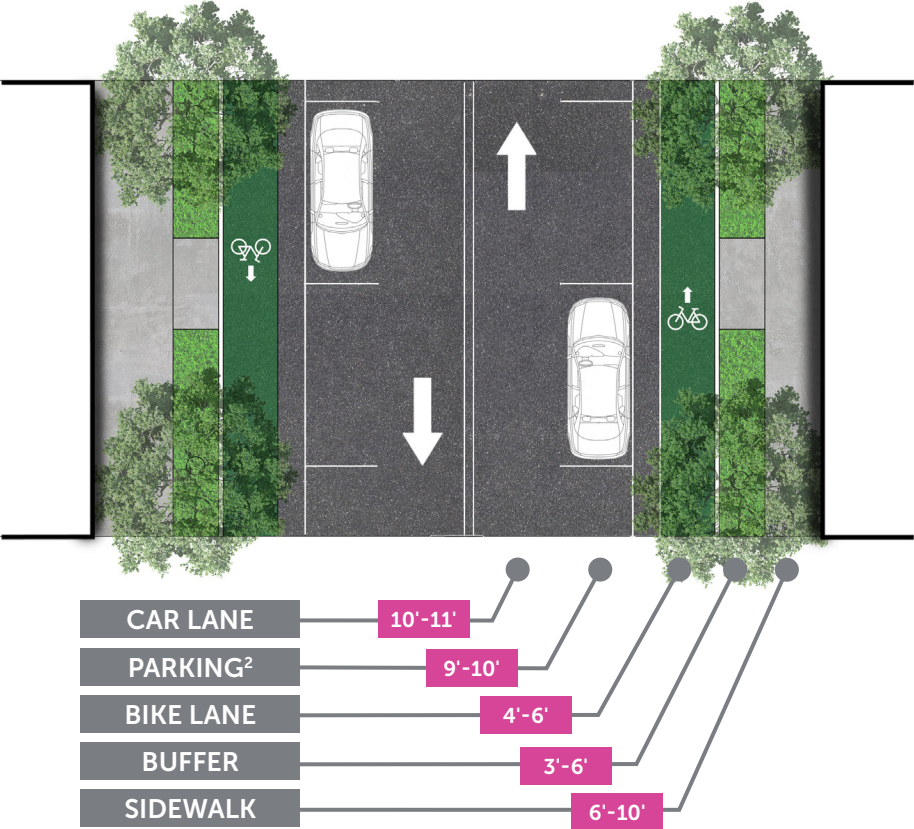 CAR LANE 10'-11'
PARKING² 9'-10'
BIKE LANE 4'-6'
BUFFER 3'-6'
SIDEWALK 6'-10'